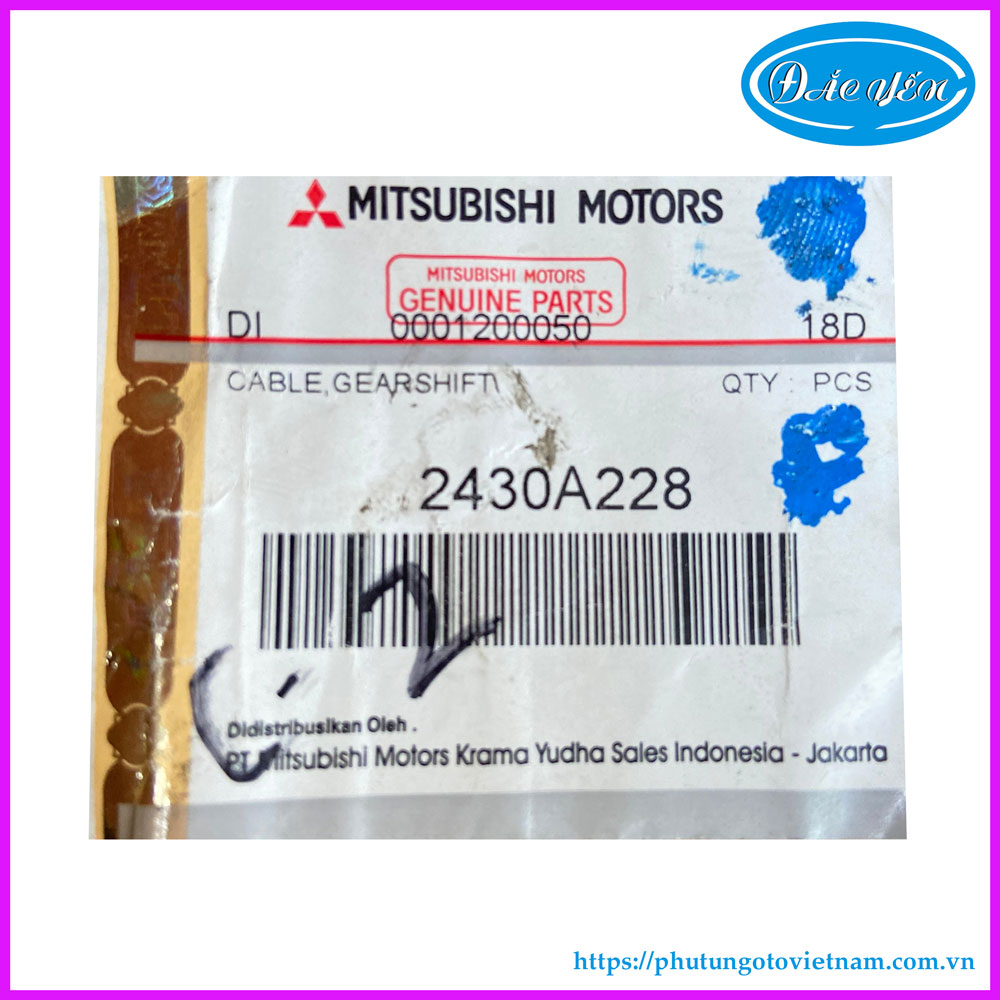 ĐẮC YẾN
MITSUBISHI MOTORS
MITSUBISHI MOTORS
GENUINE PARTS
DI 0001200050 18D
CABLE,GEARSHIFT\ QTY : PCS
2430A228
C-2
Didistribusikan Oleh .
PT Mitsubishi Motors Krama Yudha Sales Indonesia - Jakarta
https://phutungotovietnam.com.vn